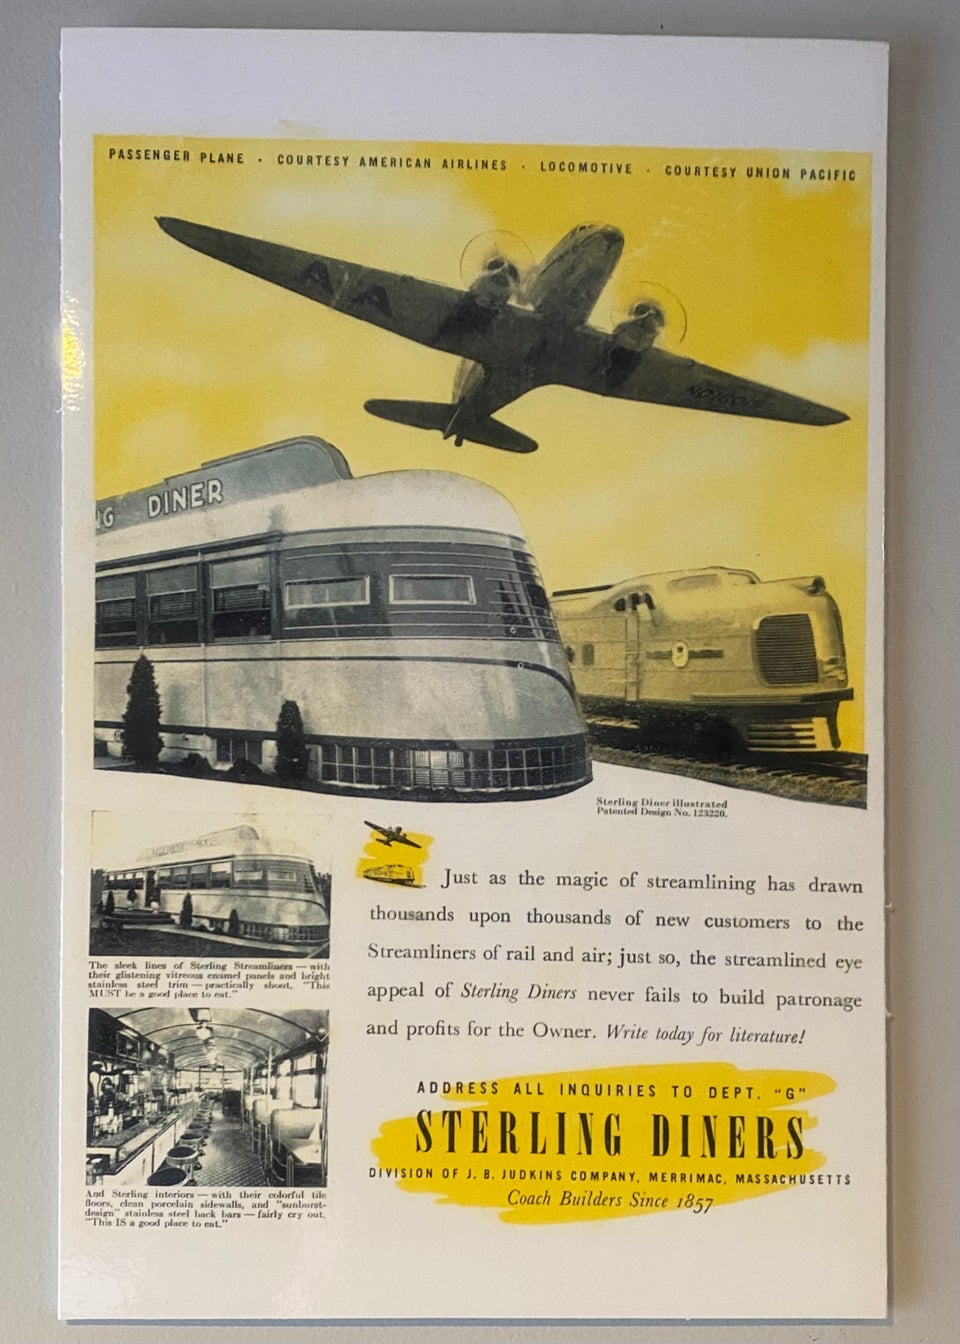 PASSENGER PLANE · COURTESY AMERICAN AIRLINES · LOCOMOTIVE · COURTESY UNION PACIFIC
AA
NG DINER
Sterling Diner illustrated
Patented Design No. 123220.
Just as the magic of streamlining has drawn
thousands upon thousands of new customers to the
Streamliners of rail and air; just so, the streamlined eye
appeal of Sterling Diners never fails to build patronage
and profits for the Owner. Write today for literature!
The sleek lines of Sterling Streamliners — with
their glistening vitreous enamel panels and bright
stainless steel trim — practically shout, "This
MUST be a good place to eat."
And Sterling interiors — with their colorful tile
floors, clean porcelain sidewalls, and "sunburst-
design" stainless steel back bars — fairly cry out,
"This IS a good place to eat."
ADDRESS ALL INQUIRIES TO DEPT. "G"
STERLING DINERS
DIVISION OF J. B. JUDKINS COMPANY, MERRIMAC, MASSACHUSETTS
Coach Builders Since 1857